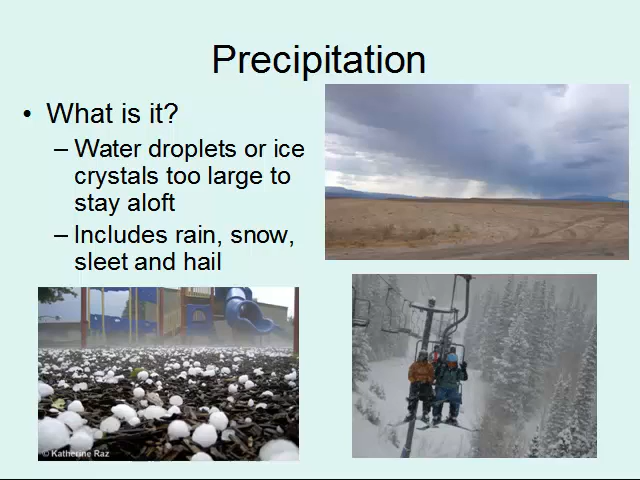 Precipitation
• What is it?
– Water droplets or ice
crystals too large to
stay aloft
– Includes rain, snow,
sleet and hail
© Katherine Raz